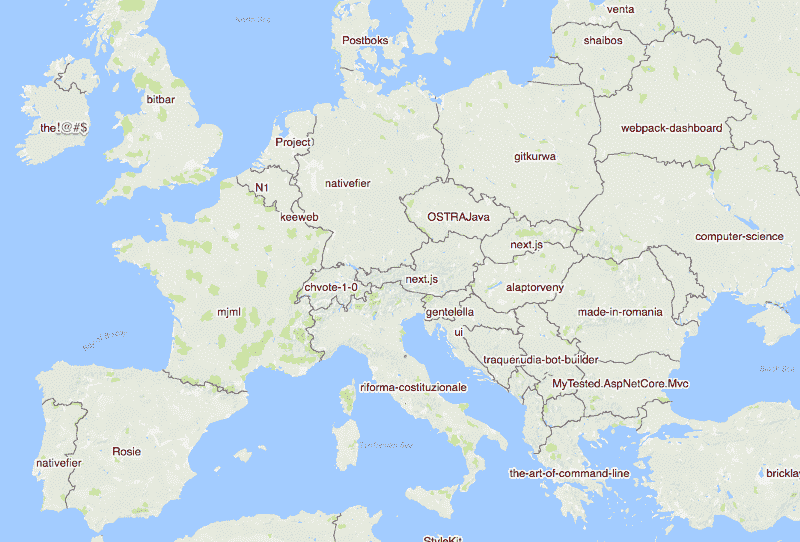 venta
Postboks
shaibos
bitbar
the!@#$
webpack-dashboard
Project
gitkurwa
nativefier
N1
keeweb
OSTRAJava
computer-science
next.js
next.js
chvote-1-0
alaptorveny
mjml
gentelella
made-in-romania
ui
traquer
udia-bot-builder
riforma-costituzionale
MyTested.AspNetCore.Mvc
Rosie
nativefier
the-art-of-command-line
brickla
StyleKit